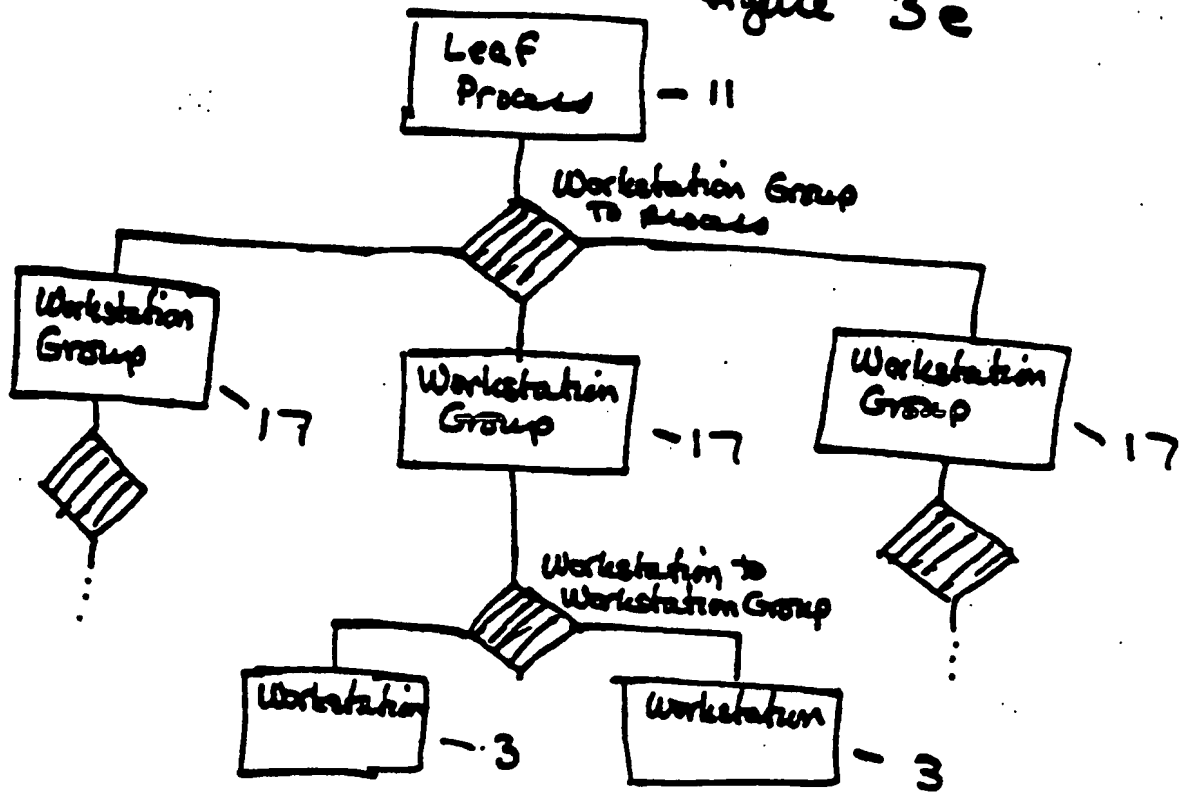 Figure 3e
Leaf
Process
11
Workstation Group
To Process
Workstation
Group
17
Workstation
Group
17
Workstation
Group
17
Workstation to
Workstation Group
Workstation
3
Workstation
3